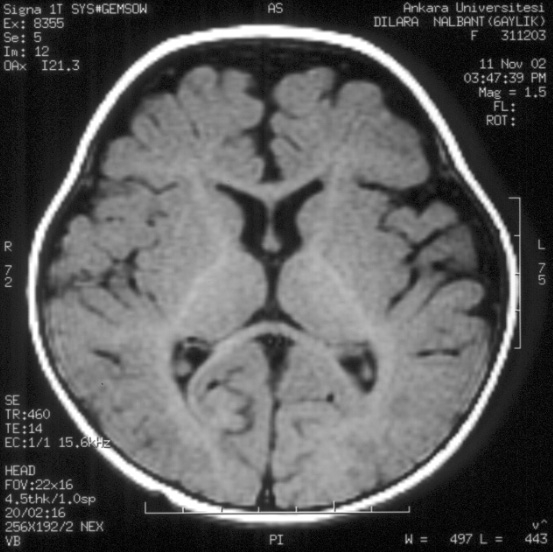 Signa 1T SYS#GEMSOW
Ex: 8355
Se: 5
Im: 12
OAx I21.3
AS
Ankara Universitesi
DILARA NALBANT(6AYLIK)
F 311203
11 Nov 02
03:47:39 PM
Mag = 1.5
FL:
ROT:
R
72
L
75
SE
TR:460
TE:14
EC:1/1 15.6kHz
HEAD
FOV:22x16
4.5thk/1.0sp
20/02:16
256X192/2 NEX
VB
PI
W = 497 L = 443